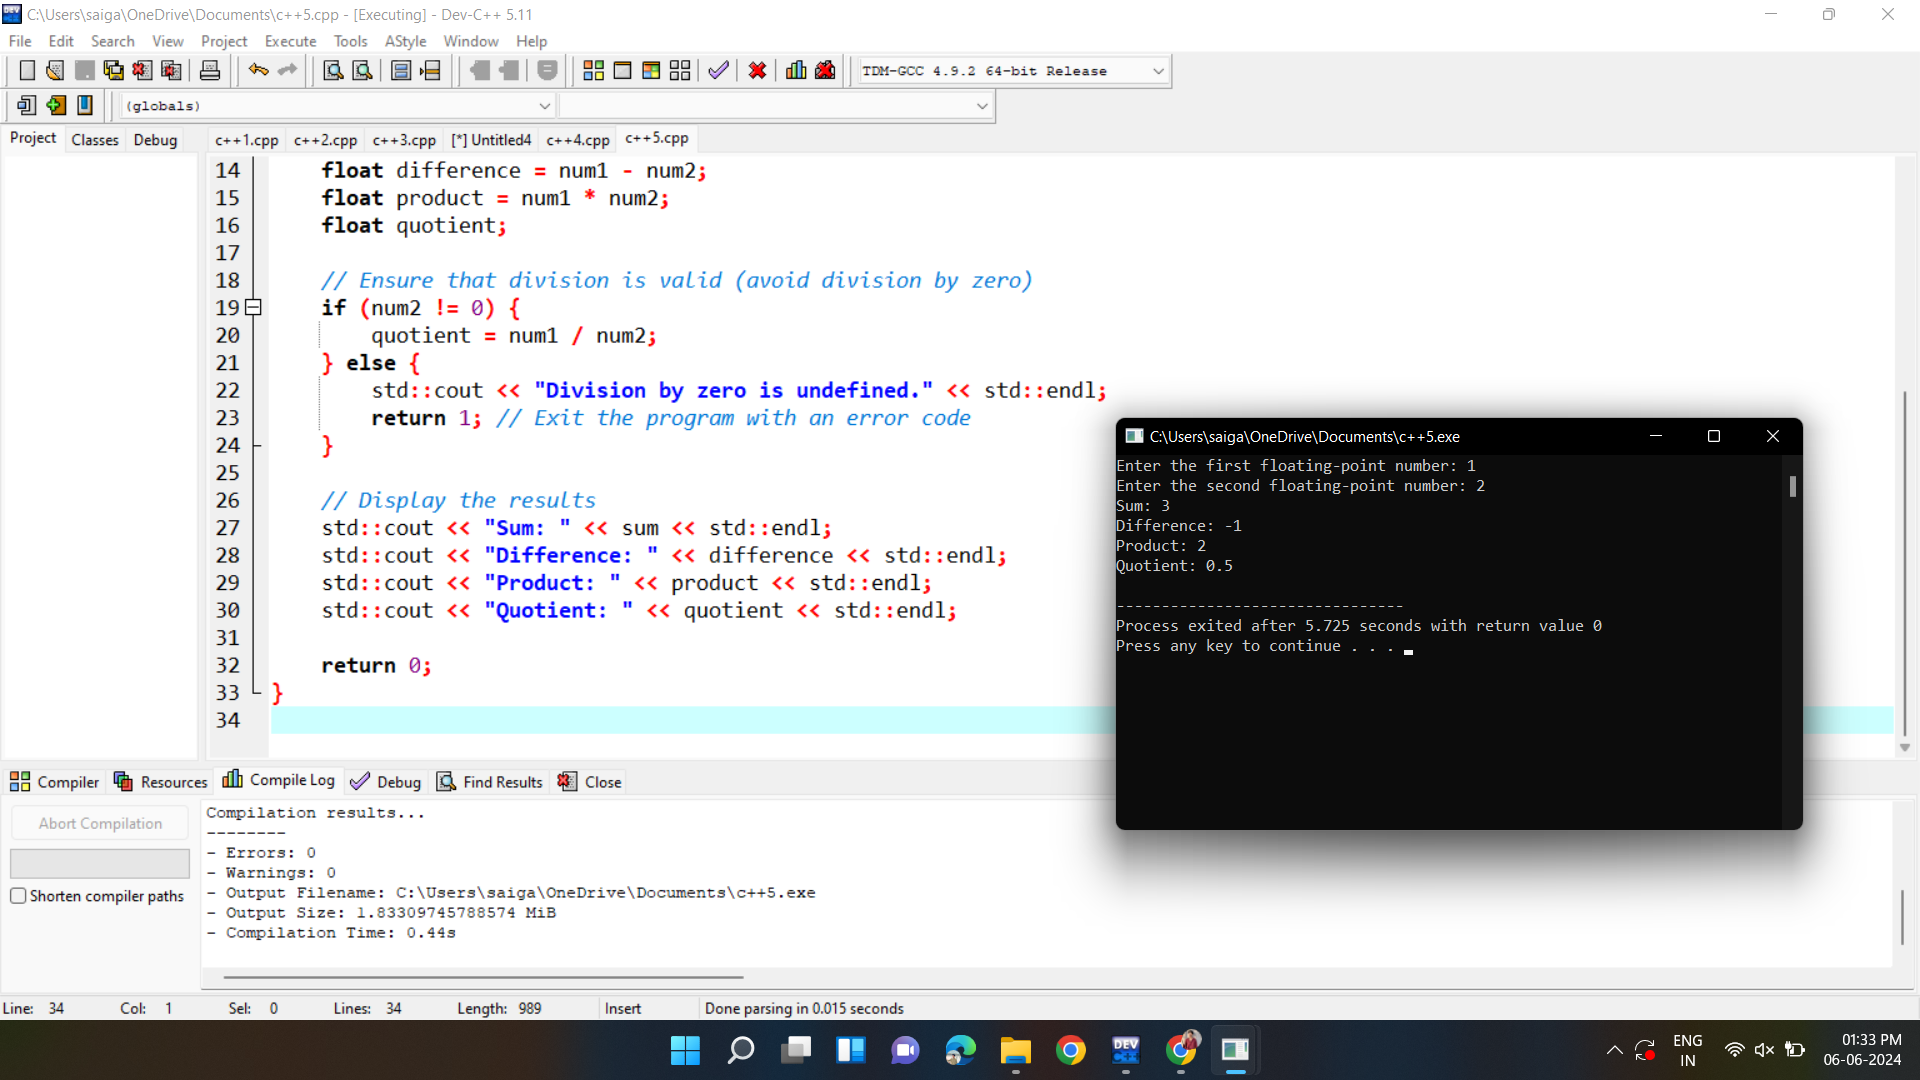 C:\Users\saiga\OneDrive\Documents\c++5.cpp - [Executing] - Dev-C++ 5.11
File Edit Search View Project Execute Tools AStyle Window Help
TDM-GCC 4.9.2 64-bit Release
(globals)
Project Classes Debug
c++1.cpp c++2.cpp c++3.cpp [*] Untitled4 c++4.cpp c++5.cpp
14 float difference = num1 - num2;
15 float product = num1 * num2;
16 float quotient;
17
18 // Ensure that division is valid (avoid division by zero)
19 if (num2 != 0) {
20 quotient = num1 / num2;
21 } else {
22 std::cout << "Division by zero is undefined." << std::endl;
23 return 1; // Exit the program with an error code
24 }
25
26 // Display the results
27 std::cout << "Sum: " << sum << std::endl;
28 std::cout << "Difference: " << difference << std::endl;
29 std::cout << "Product: " << product << std::endl;
30 std::cout << "Quotient: " << quotient << std::endl;
31
32 return 0;
33 }
34
C:\Users\saiga\OneDrive\Documents\c++5.exe
Enter the first floating-point number: 1
Enter the second floating-point number: 2
Sum: 3
Difference: -1
Product: 2
Quotient: 0.5
--------------------------------
Process exited after 5.725 seconds with return value 0
Press any key to continue . . .
Compiler Resources Compile Log Debug Find Results Close
Abort Compilation
Shorten compiler paths
Compilation results...
--------
- Errors: 0
- Warnings: 0
- Output Filename: C:\Users\saiga\OneDrive\Documents\c++5.exe
- Output Size: 1.83309745788574 MiB
- Compilation Time: 0.44s
Line: 34 Col: 1 Sel: 0 Lines: 34 Length: 989 Insert Done parsing in 0.015 seconds
DEV
ENG
IN
01:33 PM
06-06-2024